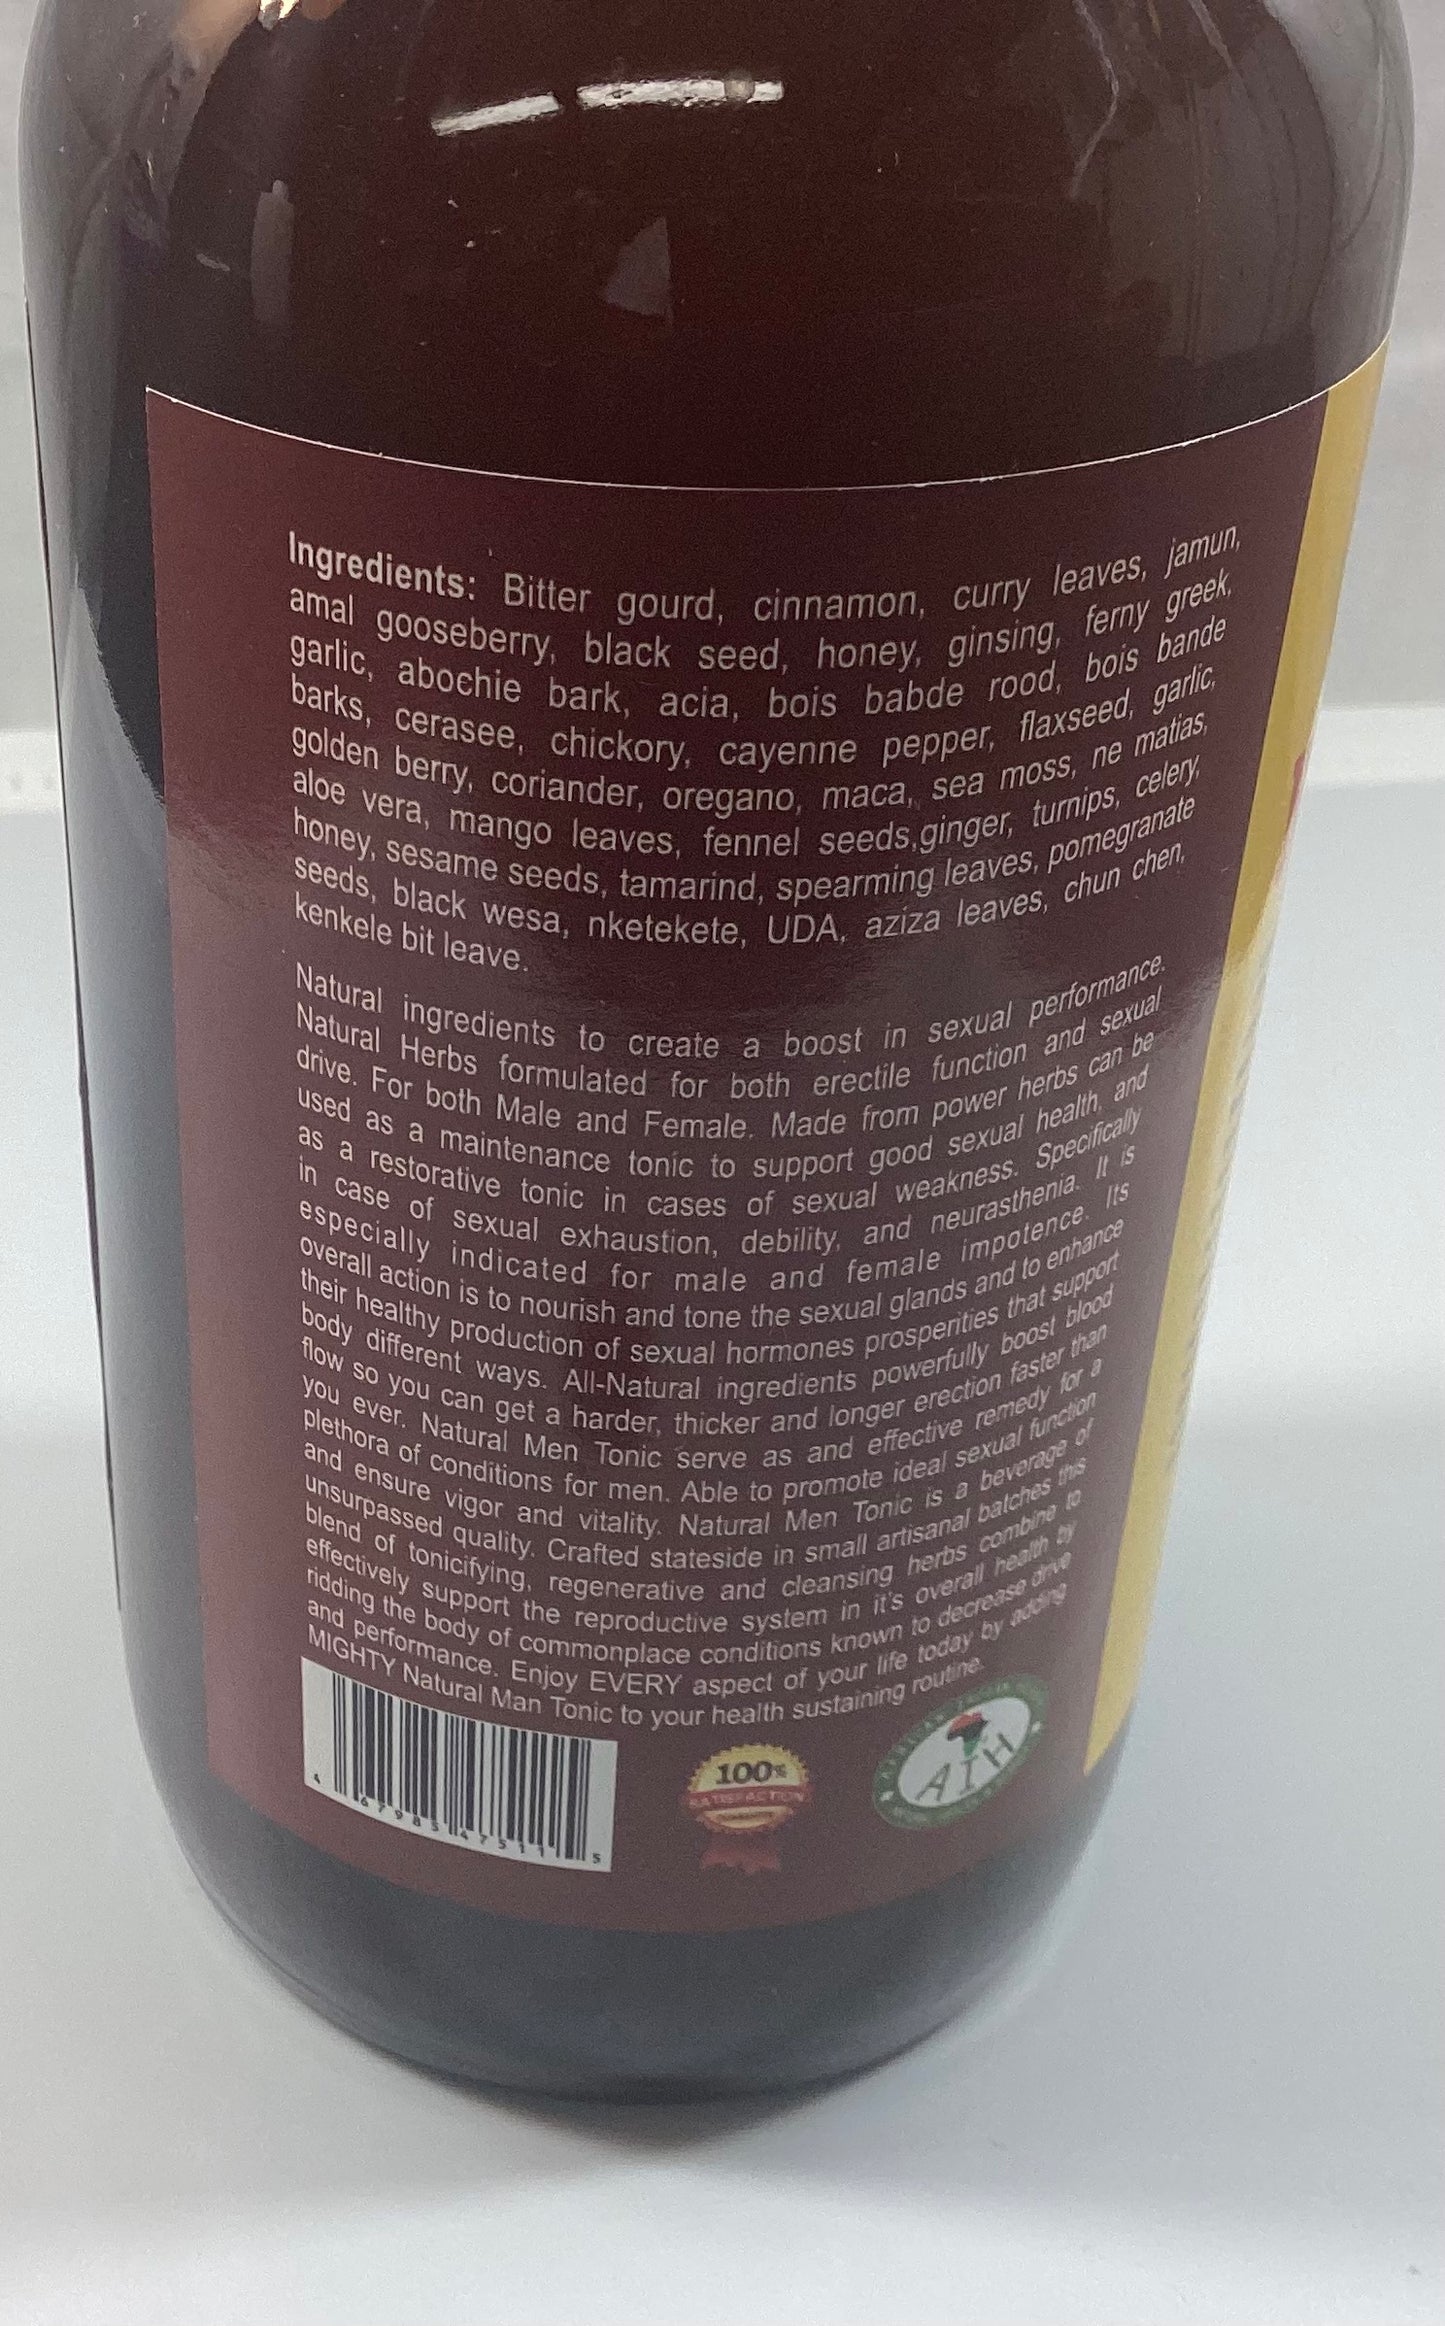 Ingredients: Bitter gourd, cinnamon, curry leaves, jamun,
amal gooseberry, black seed, honey, ginsing, ferny greek,
garlic, abochie bark, acia, bois babde rood, bois bande
barks, cerasee, chickory, cayenne pepper, flaxseed, garlic,
golden berry, coriander, oregano, maca, sea moss, ne matias,
aloe vera, mango leaves, fennel seeds,ginger, turnips, celery,
honey, sesame seeds, tamarind, spearming leaves, pomegranate
seeds, black wesa, nketekete, UDA, aziza leaves, chun chen,
kenkele bit leave.
Natural ingredients to create a boost in sexual performance.
Natural Herbs formulated for both erectile function and sexual
drive. For both Male and Female. Made from power herbs can be
used as a maintenance tonic to support good sexual health, and
as a restorative tonic in cases of sexual weakness. Specifically
in case of sexual exhaustion, debility, and neurasthenia. It is
especially indicated for male and female impotence. Its
overall action is to nourish and tone the sexual glands and to enhance
their healthy production of sexual hormones prosperities that support
body different ways. All-Natural ingredients powerfully boost blood
flow so you can get a harder, thicker and longer erection faster than
you ever. Natural Men Tonic serve as and effective remedy for a
plethora of conditions for men. Able to promote ideal sexual function
and ensure vigor and vitality. Natural Men Tonic is a beverage of
unsurpassed quality. Crafted stateside in small artisanal batches this
blend of tonicifying, regenerative and cleansing herbs combine to
effectively support the reproductive system in it's overall health by
ridding the body of commonplace conditions known to decrease drive
and performance. Enjoy EVERY aspect of your life today by adding
MIGHTY Natural Man Tonic to your health sustaining routine.
4 67985 47511 5
100%
SATISFACTION
AIH